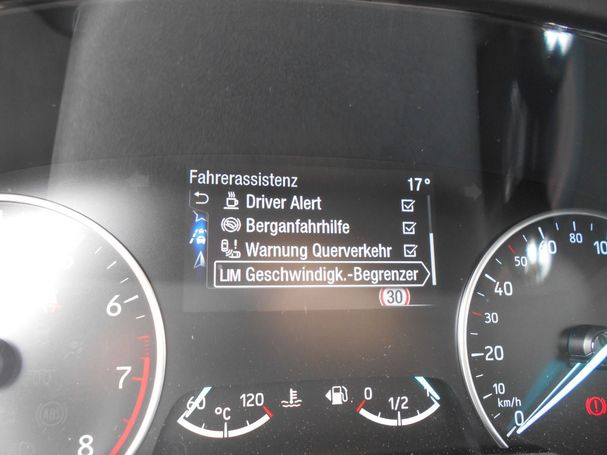 Fahrerassistenz 17°
Driver Alert
Berganfahrhilfe
Warnung Querverkehr
LIM Geschwindigk.-Begrenzer
30
6
7
8
60 °C 120
0 1/2 1
0
10
20
30
40
50
60
80
100
km/h